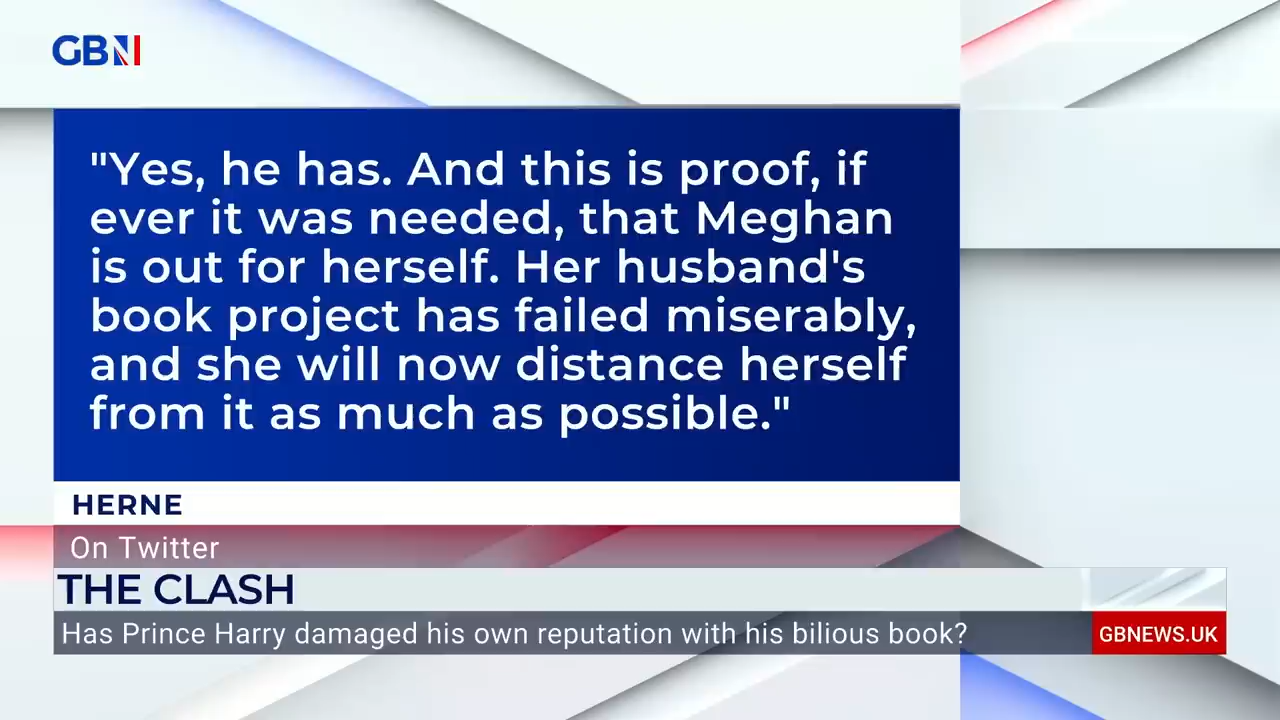 GBN
"Yes, he has. And this is proof, if
ever it was needed, that Meghan
is out for herself. Her husband's
book project has failed miserably,
and she will now distance herself
from it as much as possible."
HERNE
On Twitter
THE CLASH
Has Prince Harry damaged his own reputation with his bilious book?
GBNEWS.UK